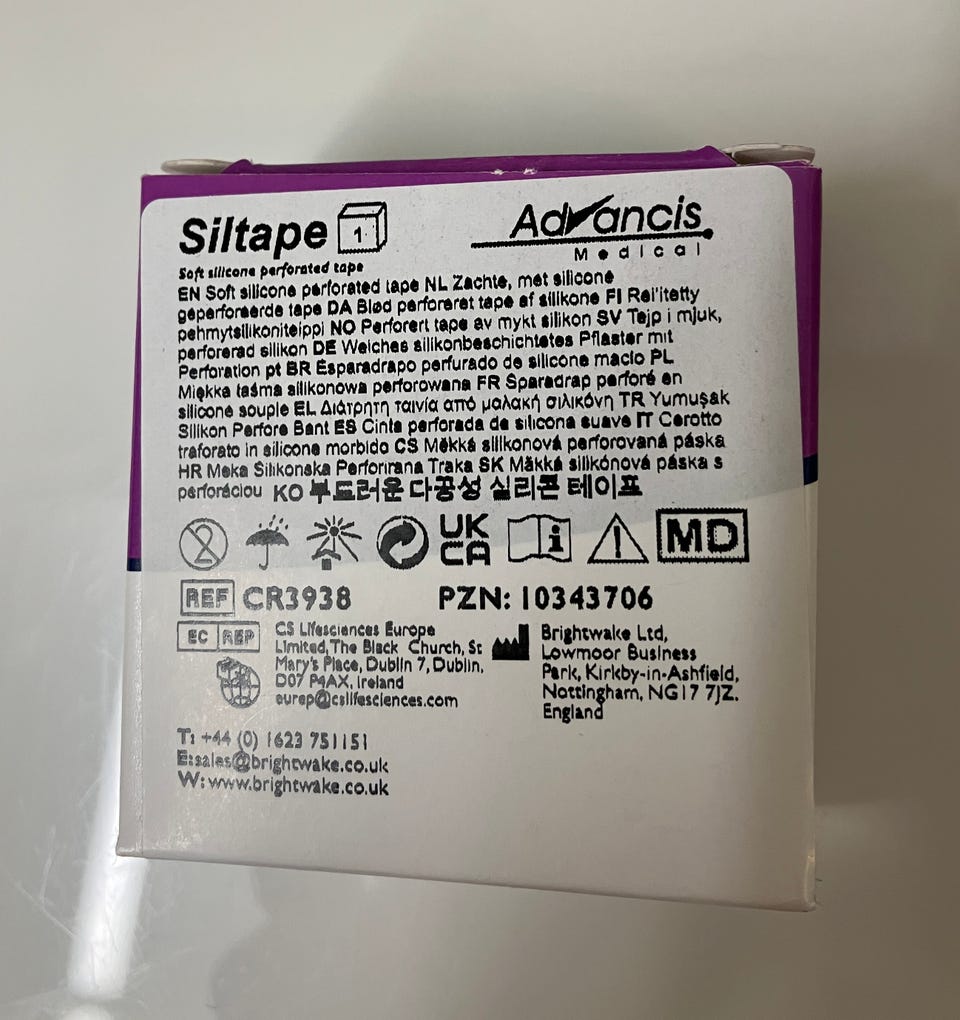 Siltape 1
Advancis
Medical
Soft silicone perforated tape
EN Soft silicone perforated tape NL Zachte, met silicone
geperforeerde tape DA Blød perforeret tape af silikone FI Rei'itetty
pehmytsilikoniteippi NO Perforert tape av mykt silikon SV Tejp i mjuk,
perforerad silikon DE Weiches silikonbeschichtetes Pflaster mit
Perforation pt BR Esparadrapo perfurado de silicone macio PL
Miękka taśma silikonowa perforowana FR Sparadrap perforé en
silicone souple EL Διάτρητη ταινία από μαλακή σιλικόνη TR Yumuşak
Silikon Perfore Bant ES Cinta perforada de silicona suave IT Cerotto
traforato in silicone morbido CS Měkká silikonová perforovaná páska
HR Meka Silikonska Perforirana Traka SK Mäkká silikónová páska s
perforáciou KO 부드러운 다공성 실리콘 테이프
2
UK
CA
i
MD
REF CR3938
PZN: 10343706
EC REP
CS Lifesciences Europe
Limited,The Black Church, St
Mary's Place, Dublin 7, Dublin,
D07 P4AX, Ireland
eurep@cslifesciences.com
Brightwake Ltd,
Lowmoor Business
Park, Kirkby-in-Ashfield,
Nottingham, NG17 7JZ.
England
T: +44 (0) 1623 751151
E:sales@brightwake.co.uk
W: www.brightwake.co.uk